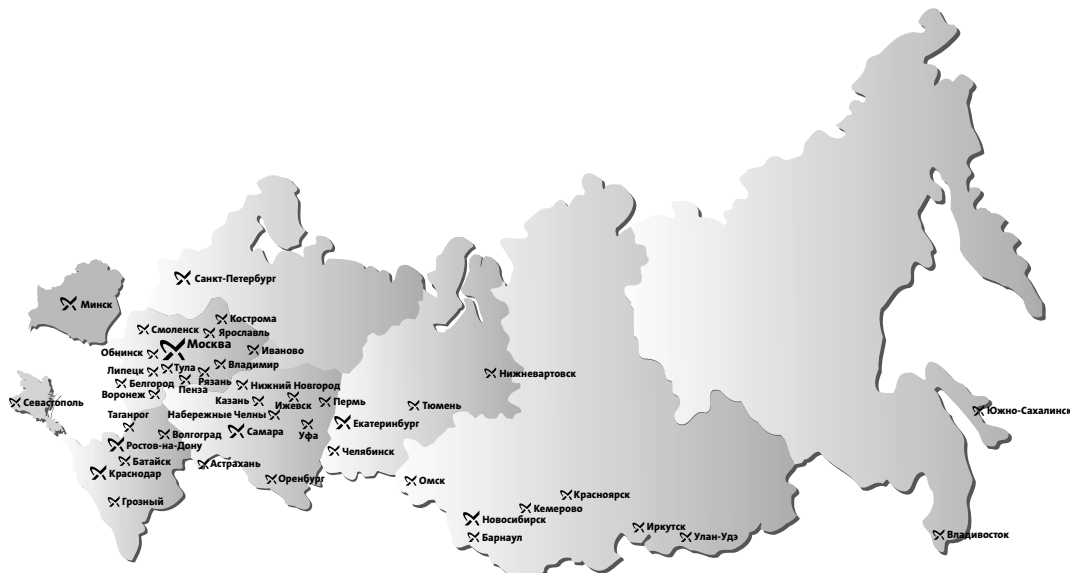 Санкт-Петербург
Минск
Кострома
Смоленск
Ярославль
Москва
Обнинск
Иваново
Владимир
Липецк
Тула
Рязань
Нижневартовск
Белгород
Пенза
Нижний Новгород
Воронеж
Казань
Ижевск
Пермь
Севастополь
Тюмень
Южно-Сахалинск
Таганрог
Набережные Челны
Екатеринбург
Волгоград
Самара
Уфа
Ростов-на-Дону
Челябинск
Батайск
Астрахань
Краснодар
Оренбург
Омск
Красноярск
Грозный
Кемерово
Новосибирск
Иркутск
Барнаул
Улан-Удэ
Владивосток